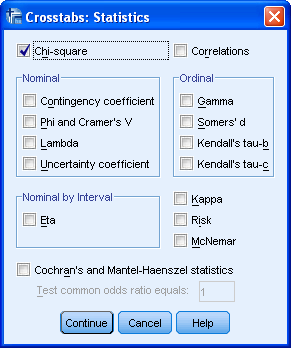 Crosstabs: Statistics
Chi-square
Correlations
Nominal
Contingency coefficient
Phi and Cramer's V
Lambda
Uncertainty coefficient
Ordinal
Gamma
Somers' d
Kendall's tau-b
Kendall's tau-c
Nominal by Interval
Eta
Kappa
Risk
McNemar
Cochran's and Mantel-Haenszel statistics
Test common odds ratio equals: 1
Continue Cancel Help